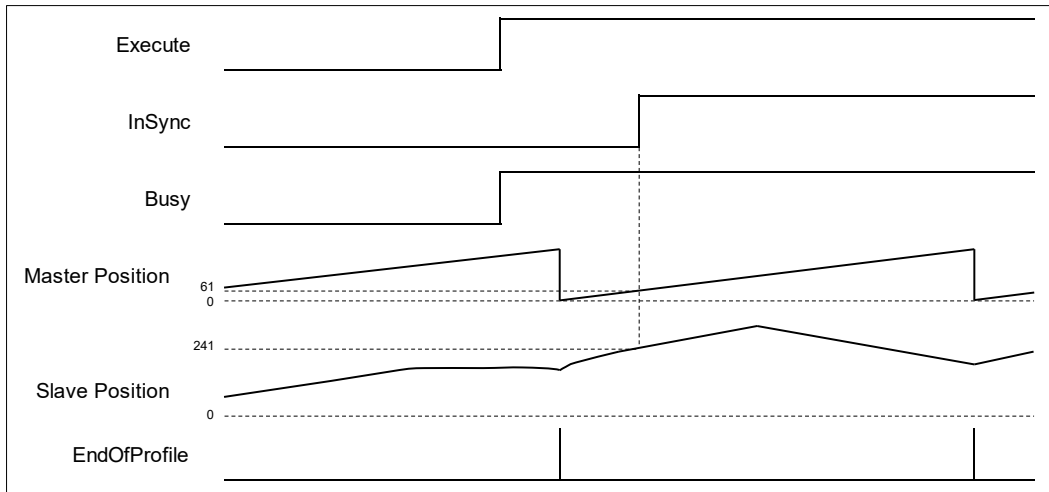 Execute
InSync
Busy
Master Position
61
0
241
Slave Position
0
EndOfProfile